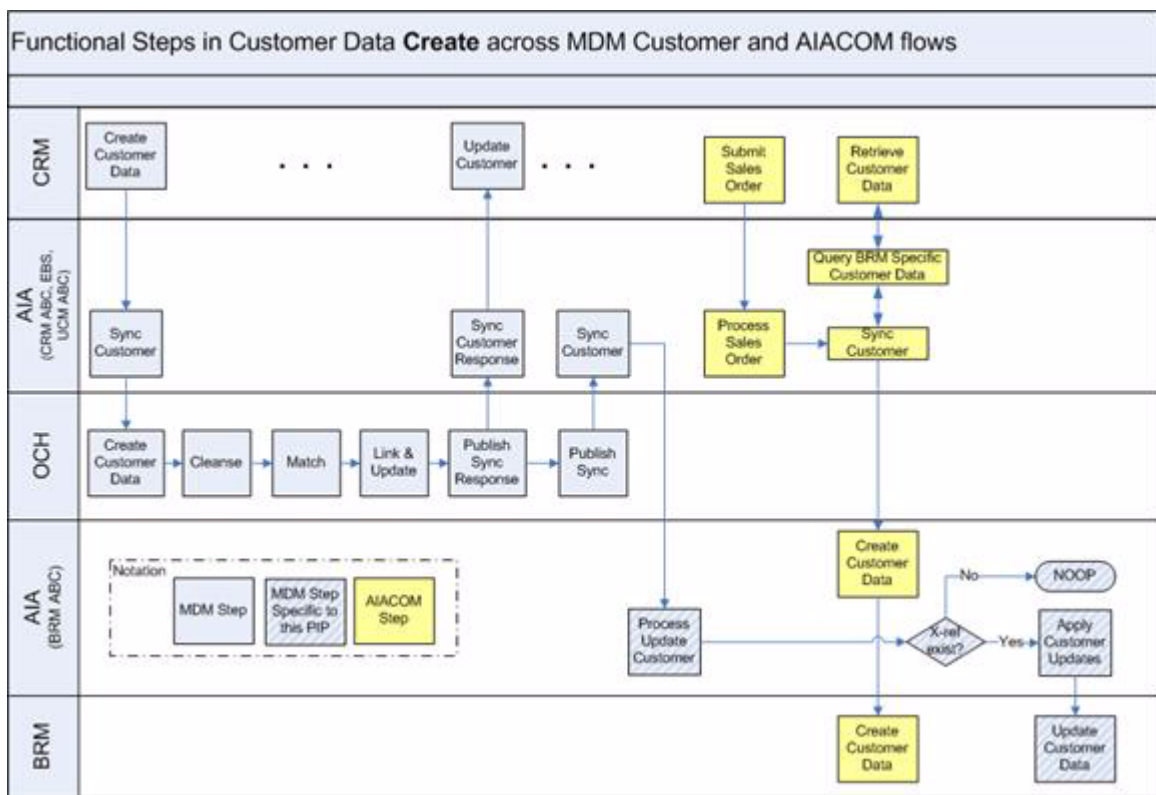 Functional Steps in Customer Data Create across MDM Customer and AIACOM flows
CRM
Create
Customer
Data
. . .
Update
Customer
. . .
Submit
Sales
Order
Retrieve
Customer
Data
AIA
(CRM ABC, EBS,
UCM ABC)
Query BRM Specific
Customer Data
Sync
Customer
Sync
Customer
Response
Sync
Customer
Process
Sales
Order
Sync
Customer
OCH
Create
Customer
Data
Cleanse
Match
Link &
Update
Publish
Sync
Response
Publish
Sync
AIA
(BRM ABC)
Notation
MDM Step
MDM Step
Specific to
this PIP
AIACOM
Step
Create
Customer
Data
No
NOOP
Process
Update
Customer
X-ref
exist?
Yes
Apply
Customer
Updates
BRM
Create
Customer
Data
Update
Customer
Data